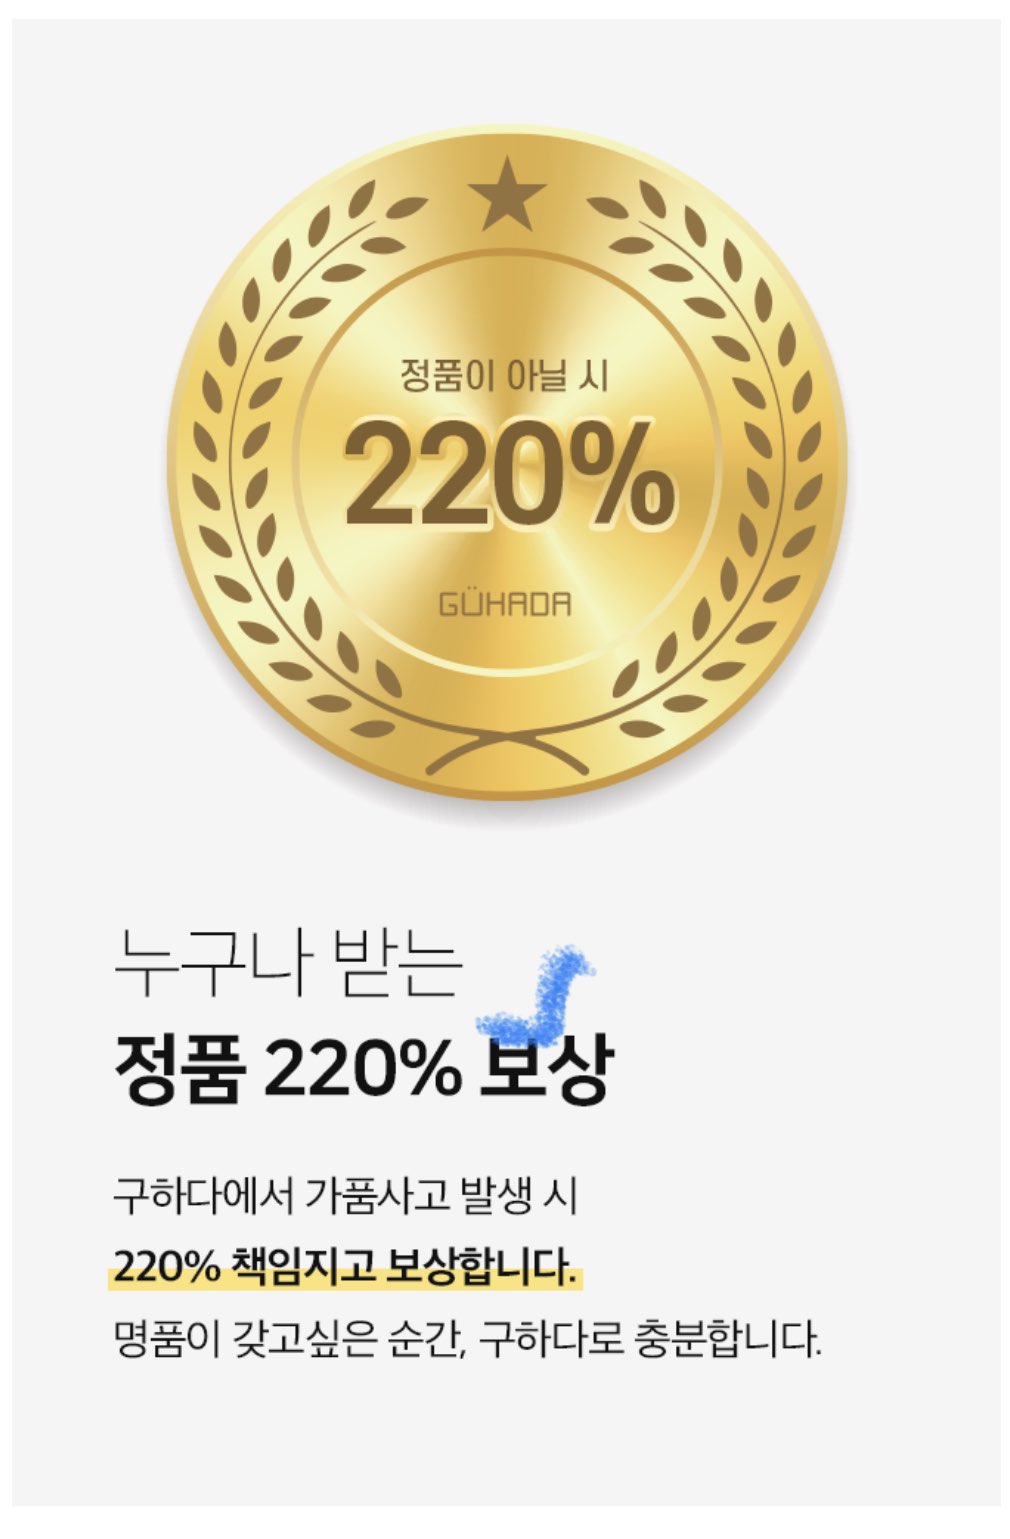 정품이 아닐 시
220%
GÜHADA
누구나 받는
정품 220% 보상
구하다에서 가품사고 발생 시
220% 책임지고 보상합니다.
명품이 갖고싶은 순간, 구하다로 충분합니다.